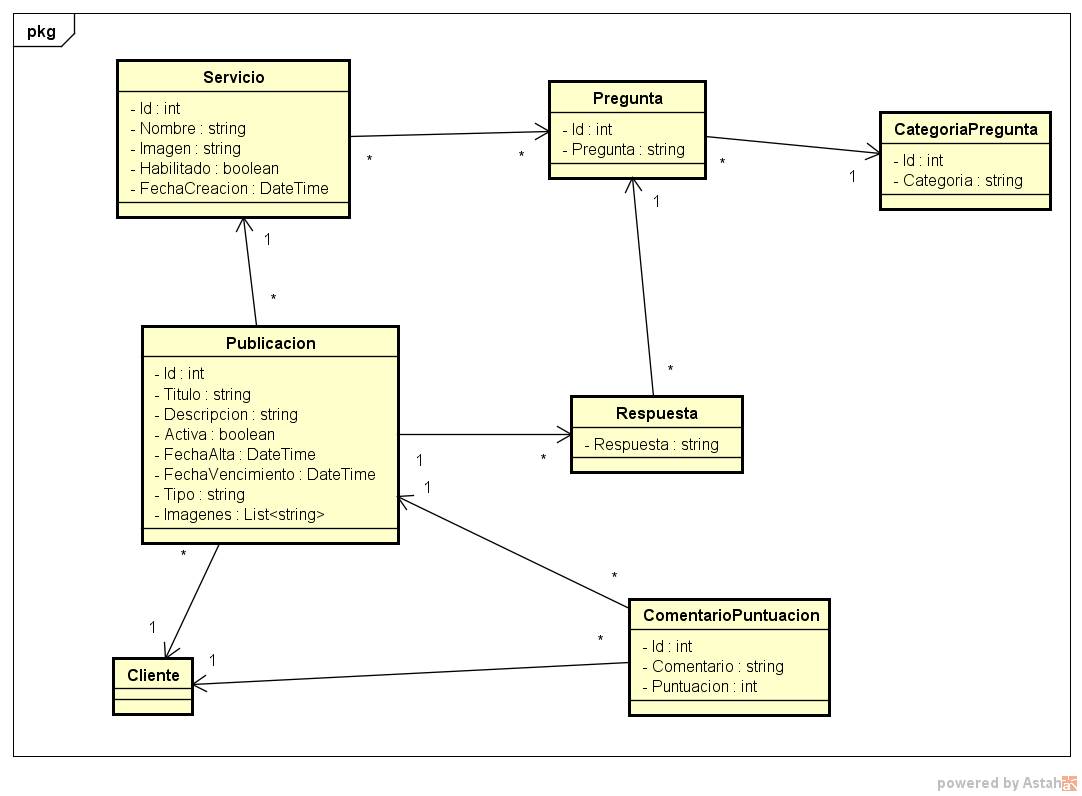 pkg
Servicio
- Id : int
- Nombre : string
- Imagen : string
- Habilitado : boolean
- FechaCreacion : DateTime
*
*
Pregunta
- Id : int
- Pregunta : string
*
1
CategoriaPregunta
- Id : int
- Categoria : string
1
*
1
*
Publicacion
- Id : int
- Titulo : string
- Descripcion : string
- Activa : boolean
- FechaAlta : DateTime
- FechaVencimiento : DateTime
- Tipo : string
- Imagenes : List<string>
1
*
Respuesta
- Respuesta : string
1
*
*
1
Cliente
1
*
ComentarioPuntuacion
- Id : int
- Comentario : string
- Puntuacion : int
powered by Astah